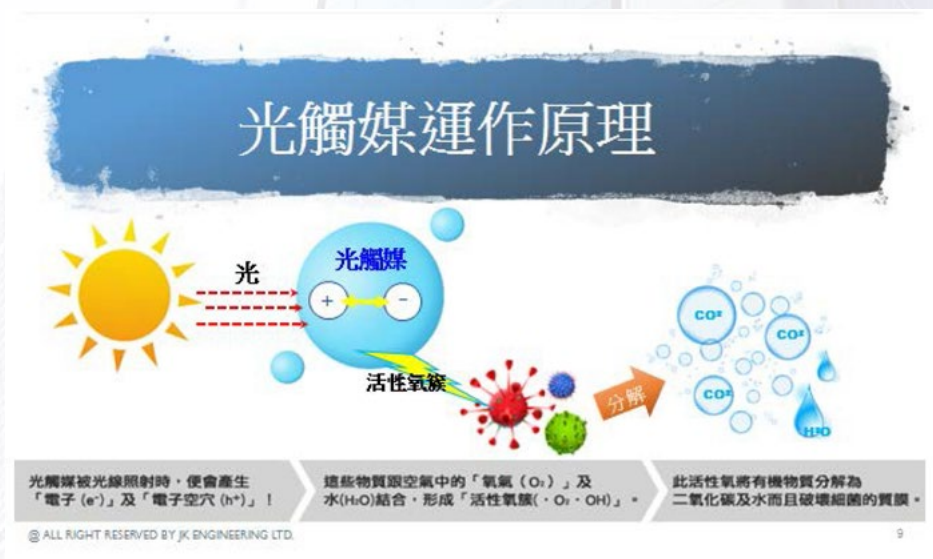 光觸媒運作原理
光
光觸媒
+
−
活性氧簇
分解
CO²
CO²
CO²
H²O
光觸媒被光線照射時，便會產生
「電子 (e⁻)」及「電子空穴 (h⁺)」！
這些物質跟空氣中的「氧氣（O₂）」及
水(H₂O)結合，形成「活性氧簇(・O₂・OH)」。
此活性氧將有機物質分解為
二氧化碳及水而且破壞細菌的質膜。
@ ALL RIGHT RESERVED BY JK ENGINEERING LTD.
9